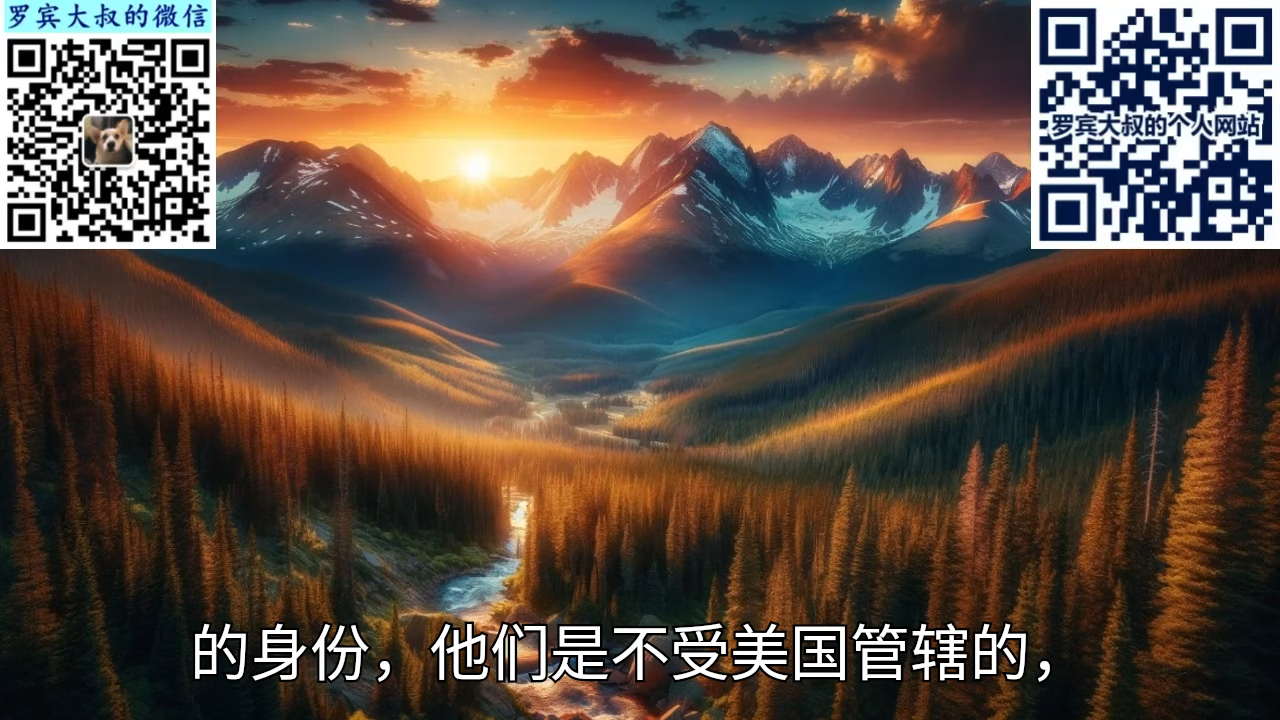 罗宾大叔的微信
罗宾大叔的个人网站
的身份，他们是不受美国管辖的，